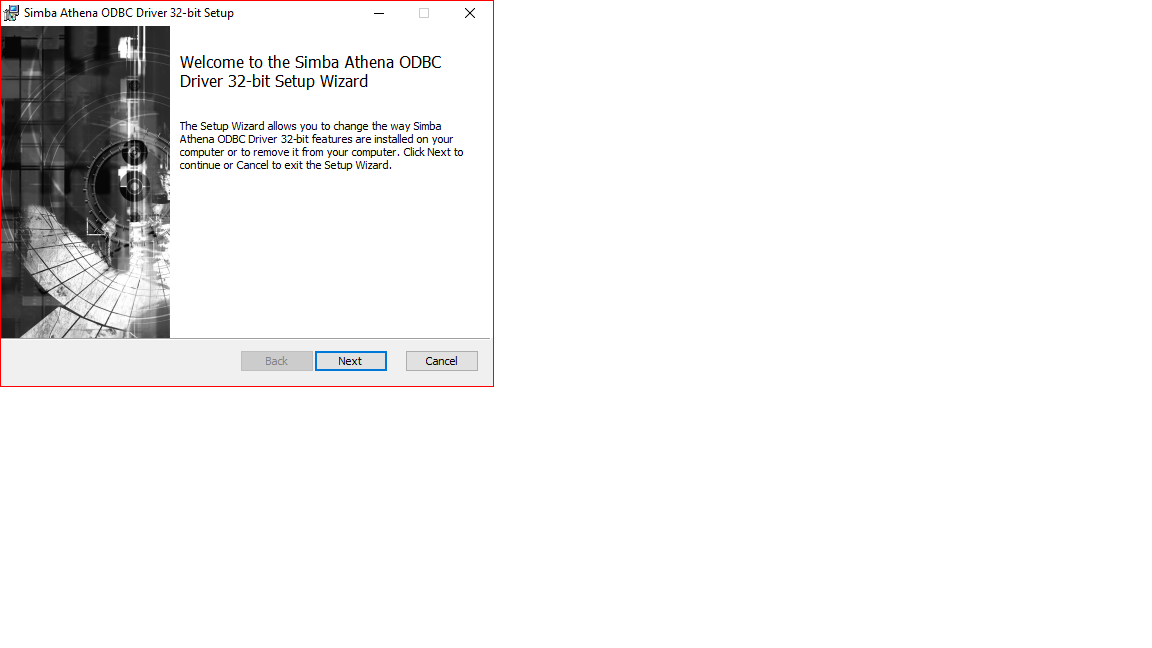 Simba Athena ODBC Driver 32-bit Setup
Welcome to the Simba Athena ODBC
Driver 32-bit Setup Wizard
The Setup Wizard allows you to change the way Simba
Athena ODBC Driver 32-bit features are installed on your
computer or to remove it from your computer. Click Next to
continue or Cancel to exit the Setup Wizard.
Back Next Cancel